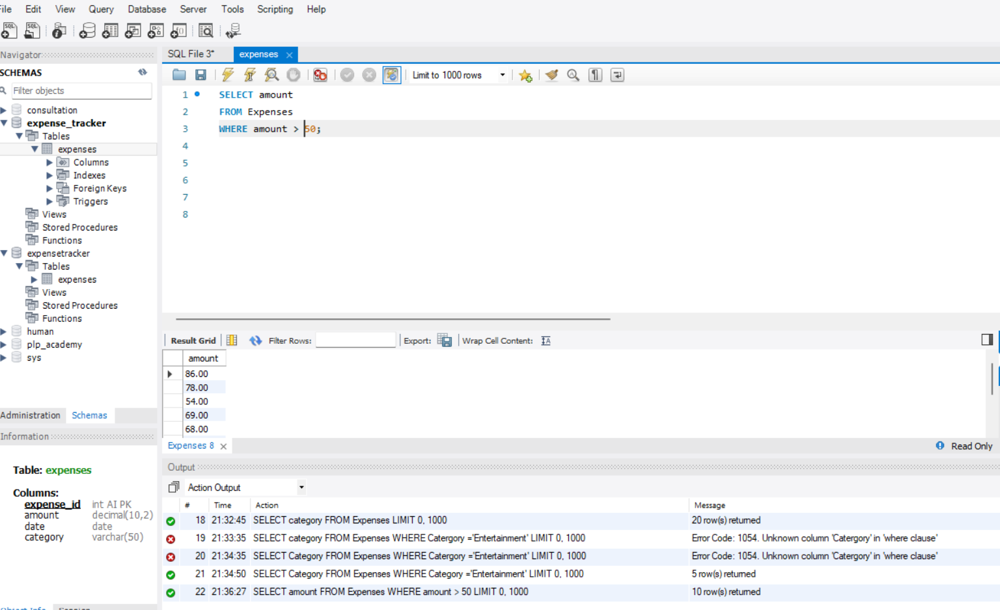 File Edit View Query Database Server Tools Scripting Help
SQL SQL
Navigator
SCHEMAS
Filter objects
consultation
expense_tracker
Tables
expenses
Columns
Indexes
Foreign Keys
Triggers
Views
Stored Procedures
Functions
expensetracker
Tables
expenses
Views
Stored Procedures
Functions
human
plp_academy
sys
Administration Schemas
Information
Table: expenses
Columns:
expense_id int AI PK
amount decimal(10,2)
date date
category varchar(50)
Object Info Session
SQL File 3* expenses
Limit to 1000 rows
1 SELECT amount
2 FROM Expenses
3 WHERE amount > 50;
4
5
6
7
8
Result Grid Filter Rows: Export: Wrap Cell Content:
amount
86.00
78.00
54.00
69.00
68.00
Expenses 8 Read Only
Output
Action Output
# Time Action Message
18 21:32:45 SELECT category FROM Expenses LIMIT 0, 1000 20 row(s) returned
19 21:33:35 SELECT category FROM Expenses WHERE Catergory ='Entertainment' LIMIT 0, 1000 Error Code: 1054. Unknown column 'Catergory' in 'where clause'
20 21:34:35 SELECT Category FROM Expenses WHERE Catergory ='Entertainment' LIMIT 0, 1000 Error Code: 1054. Unknown column 'Catergory' in 'where clause'
21 21:34:50 SELECT Category FROM Expenses WHERE Category ='Entertainment' LIMIT 0, 1000 5 row(s) returned
22 21:36:27 SELECT amount FROM Expenses WHERE amount > 50 LIMIT 0, 1000 10 row(s) returned